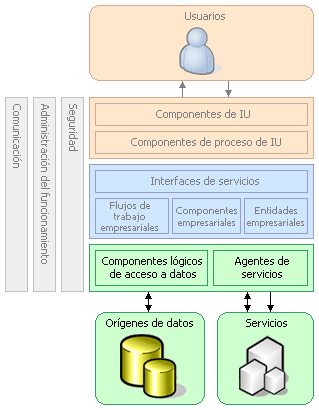 Usuarios
Comunicación
Administración del funcionamiento
Seguridad
Componentes de IU
Componentes de proceso de IU
Interfaces de servicios
Flujos de
trabajo
empresariales
Componentes
empresariales
Entidades
empresariales
Componentes lógicos
de acceso a datos
Agentes de
servicios
Orígenes de datos
Servicios